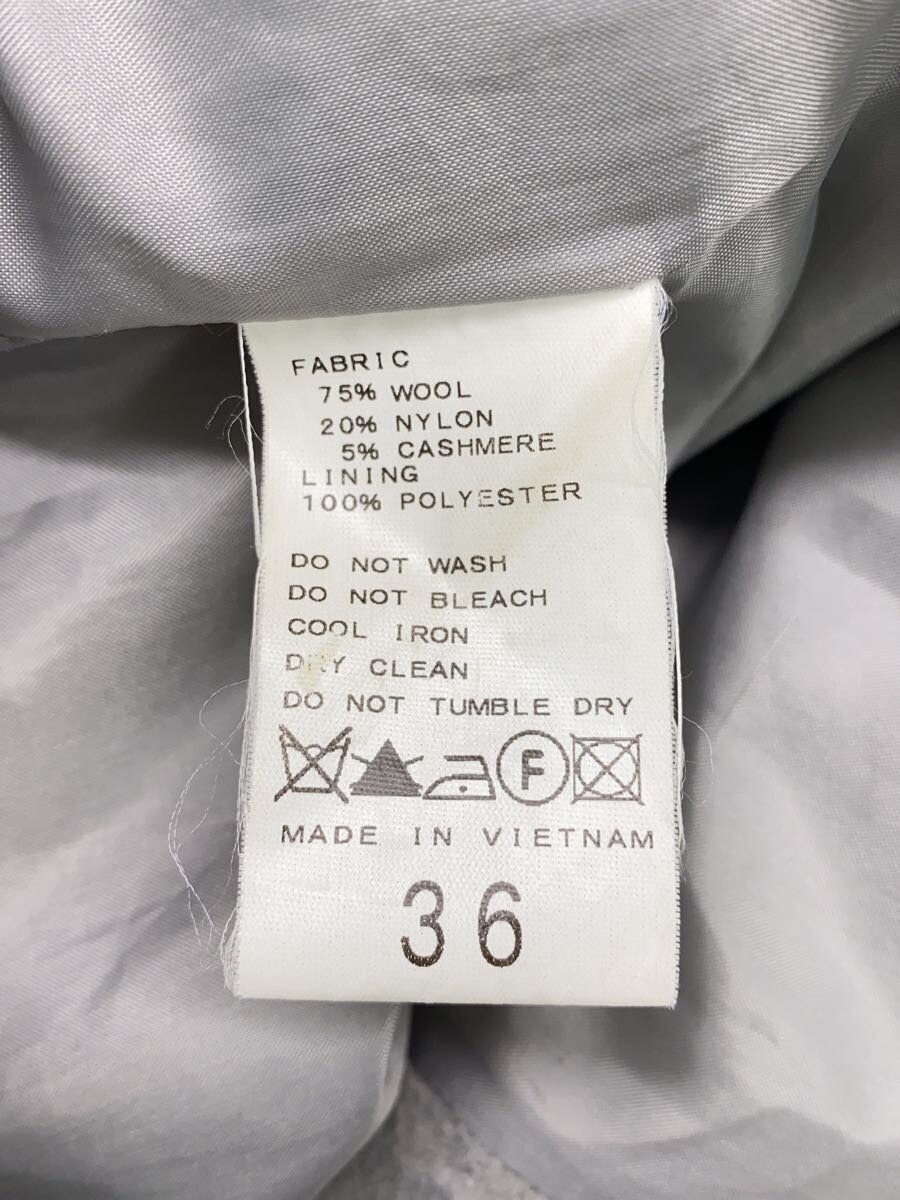 FABRIC
75% WOOL
20% NYLON
5% CASHMERE
LINING
100% POLYESTER
DO NOT WASH
DO NOT BLEACH
COOL IRON
DRY CLEAN
DO NOT TUMBLE DRY
F
MADE IN VIETNAM
36